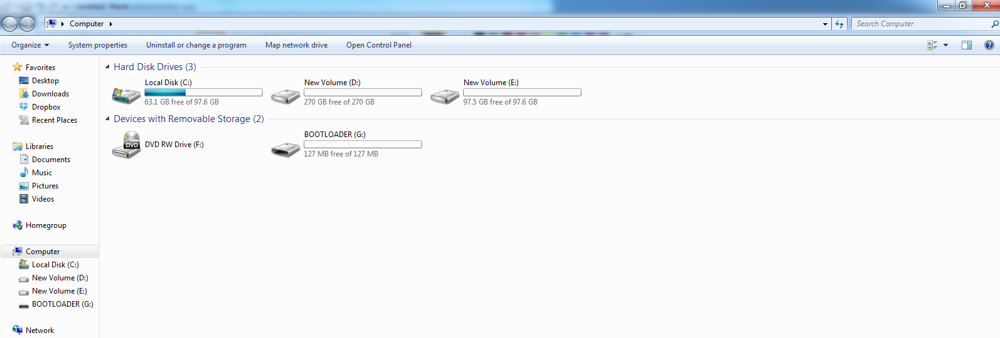 Computer
Search Computer
Organize
System properties
Uninstall or change a program
Map network drive
Open Control Panel
Favorites
Desktop
Downloads
Dropbox
Recent Places
Libraries
Documents
Music
Pictures
Videos
Homegroup
Computer
Local Disk (C:)
New Volume (D:)
New Volume (E:)
BOOTLOADER (G:)
Network
Hard Disk Drives (3)
Local Disk (C:)
63.1 GB free of 97.6 GB
New Volume (D:)
270 GB free of 270 GB
New Volume (E:)
97.5 GB free of 97.6 GB
Devices with Removable Storage (2)
DVD
DVD RW Drive (F:)
BOOTLOADER (G:)
127 MB free of 127 MB